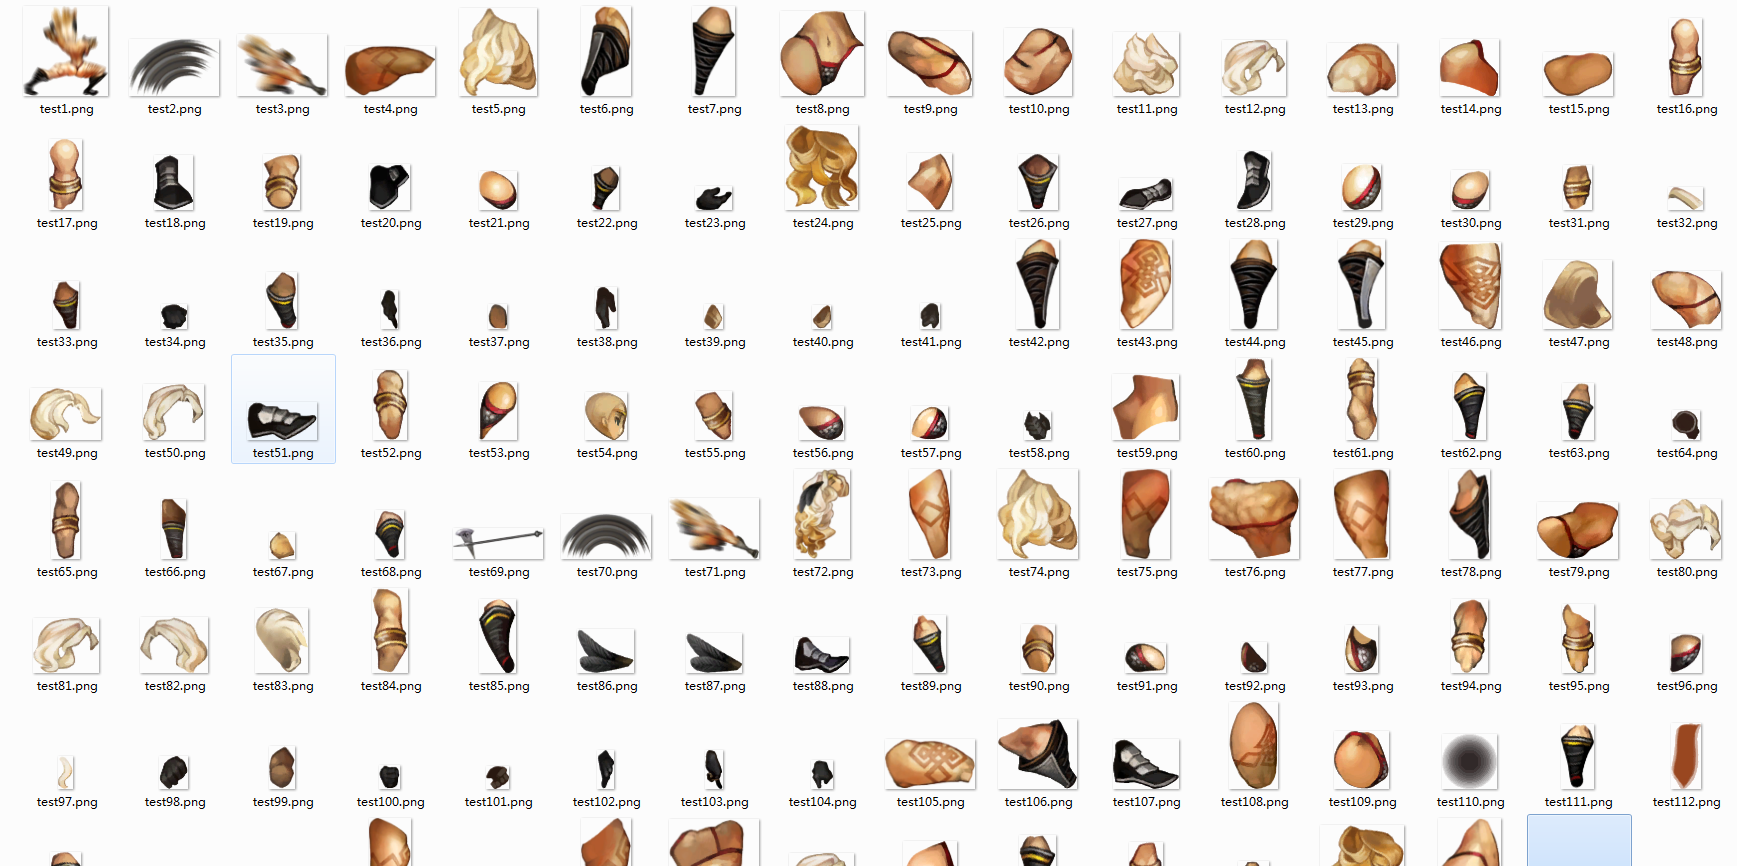 test1.png test2.png test3.png test4.png test5.png test6.png test7.png test8.png test9.png test10.png test11.png test12.png test13.png test14.png test15.png test16.png
test17.png test18.png test19.png test20.png test21.png test22.png test23.png test24.png test25.png test26.png test27.png test28.png test29.png test30.png test31.png test32.png
test33.png test34.png test35.png test36.png test37.png test38.png test39.png test40.png test41.png test42.png test43.png test44.png test45.png test46.png test47.png test48.png
test49.png test50.png test51.png test52.png test53.png test54.png test55.png test56.png test57.png test58.png test59.png test60.png test61.png test62.png test63.png test64.png
test65.png test66.png test67.png test68.png test69.png test70.png test71.png test72.png test73.png test74.png test75.png test76.png test77.png test78.png test79.png test80.png
test81.png test82.png test83.png test84.png test85.png test86.png test87.png test88.png test89.png test90.png test91.png test92.png test93.png test94.png test95.png test96.png
test97.png test98.png test99.png test100.png test101.png test102.png test103.png test104.png test105.png test106.png test107.png test108.png test109.png test110.png test111.png test112.png